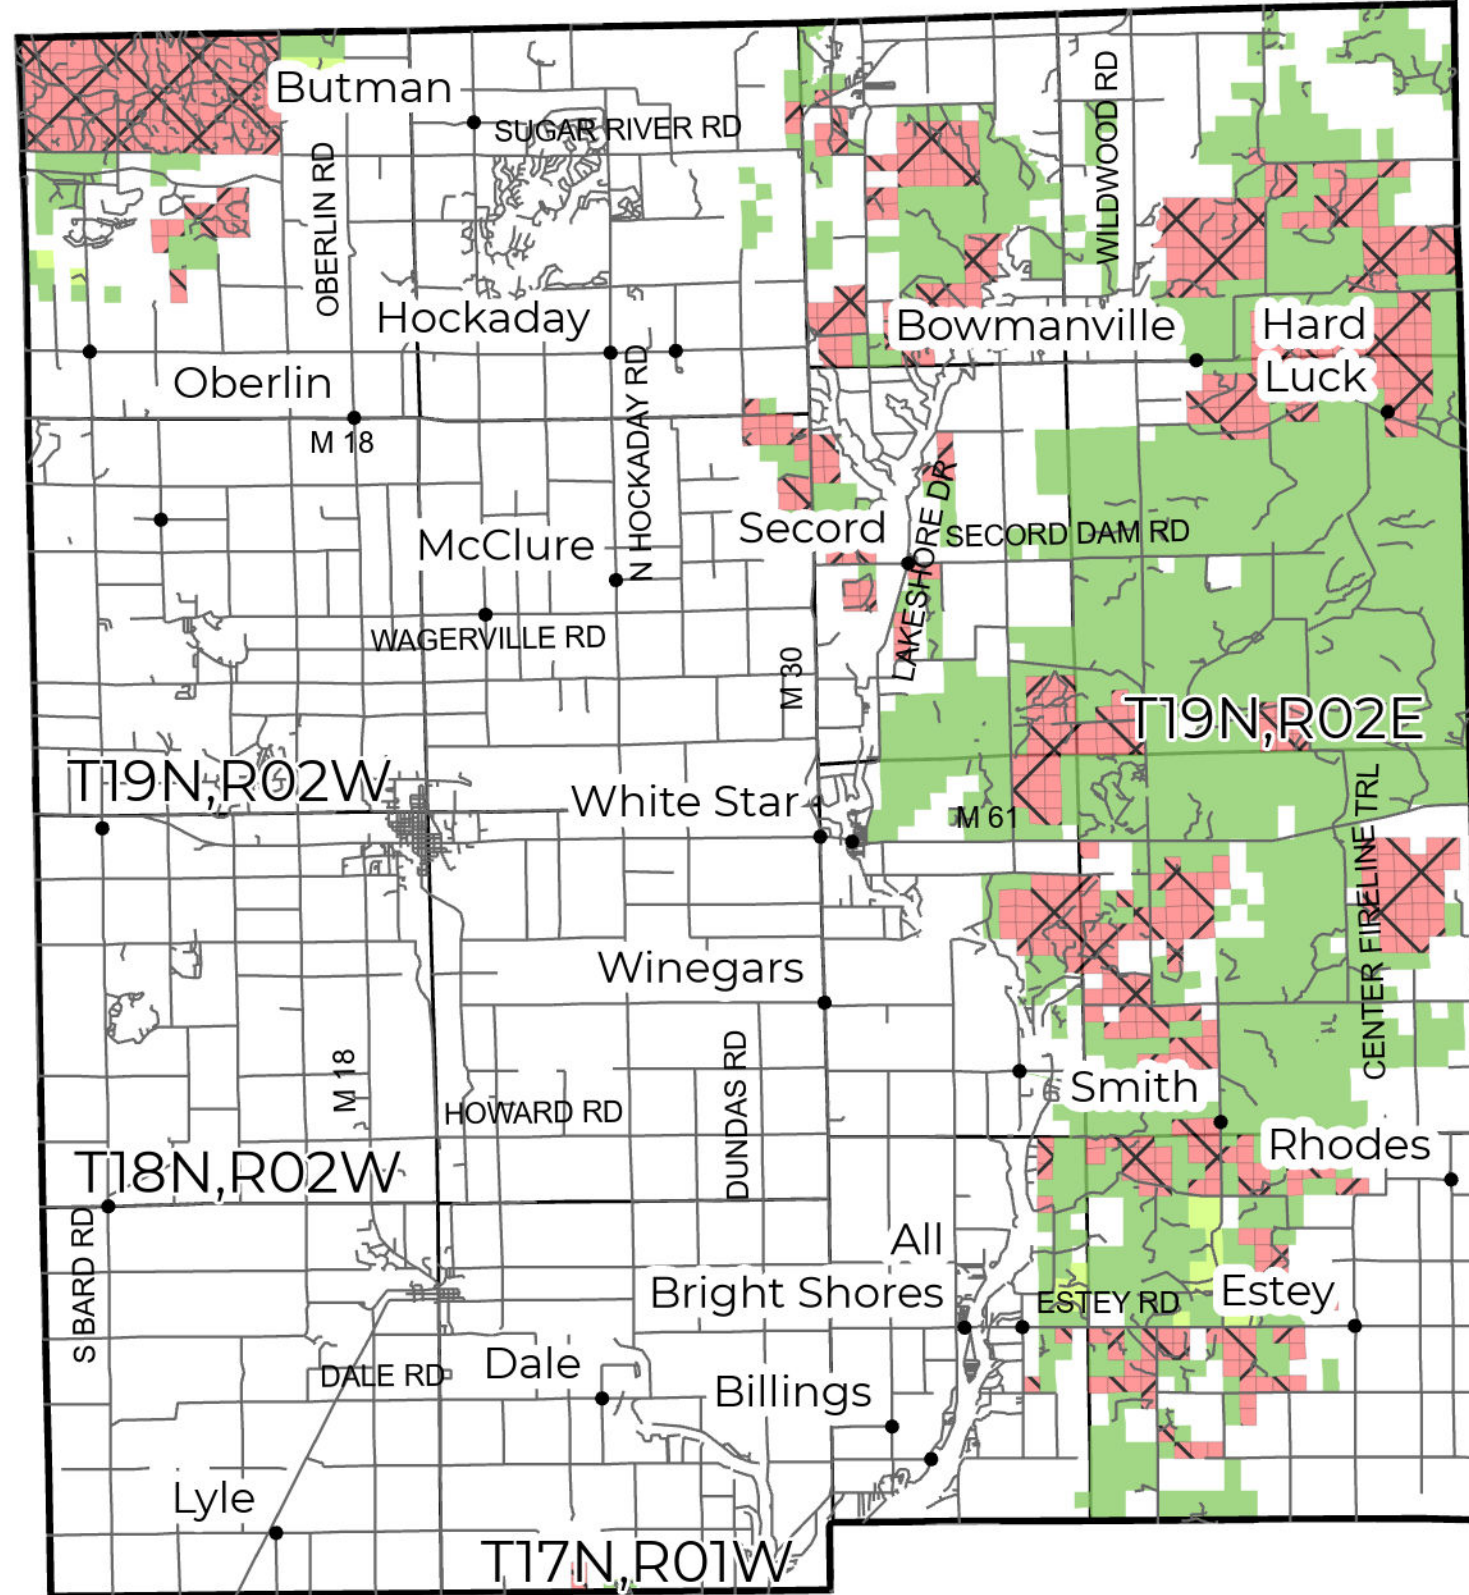 Butman
SUGAR RIVER RD
WILDWOOD RD
OBERLIN RD
Hockaday
Bowmanville
Hard
Luck
Oberlin
M 18
N HOCKADAY RD
LAKESHORE DR
Secord
SECORD DAM RD
McClure
WAGERVILLE RD
M 30
T19N,R02E
T19N,R02W
White Star
M 61
CENTER FIRELINE TRL
Winegars
M 18
HOWARD RD
DUNDAS RD
Smith
Rhodes
T18N,R02W
S BARD RD
All
Bright Shores
ESTEY RD
Estey
DALE RD
Dale
Billings
Lyle
T17N,R01W